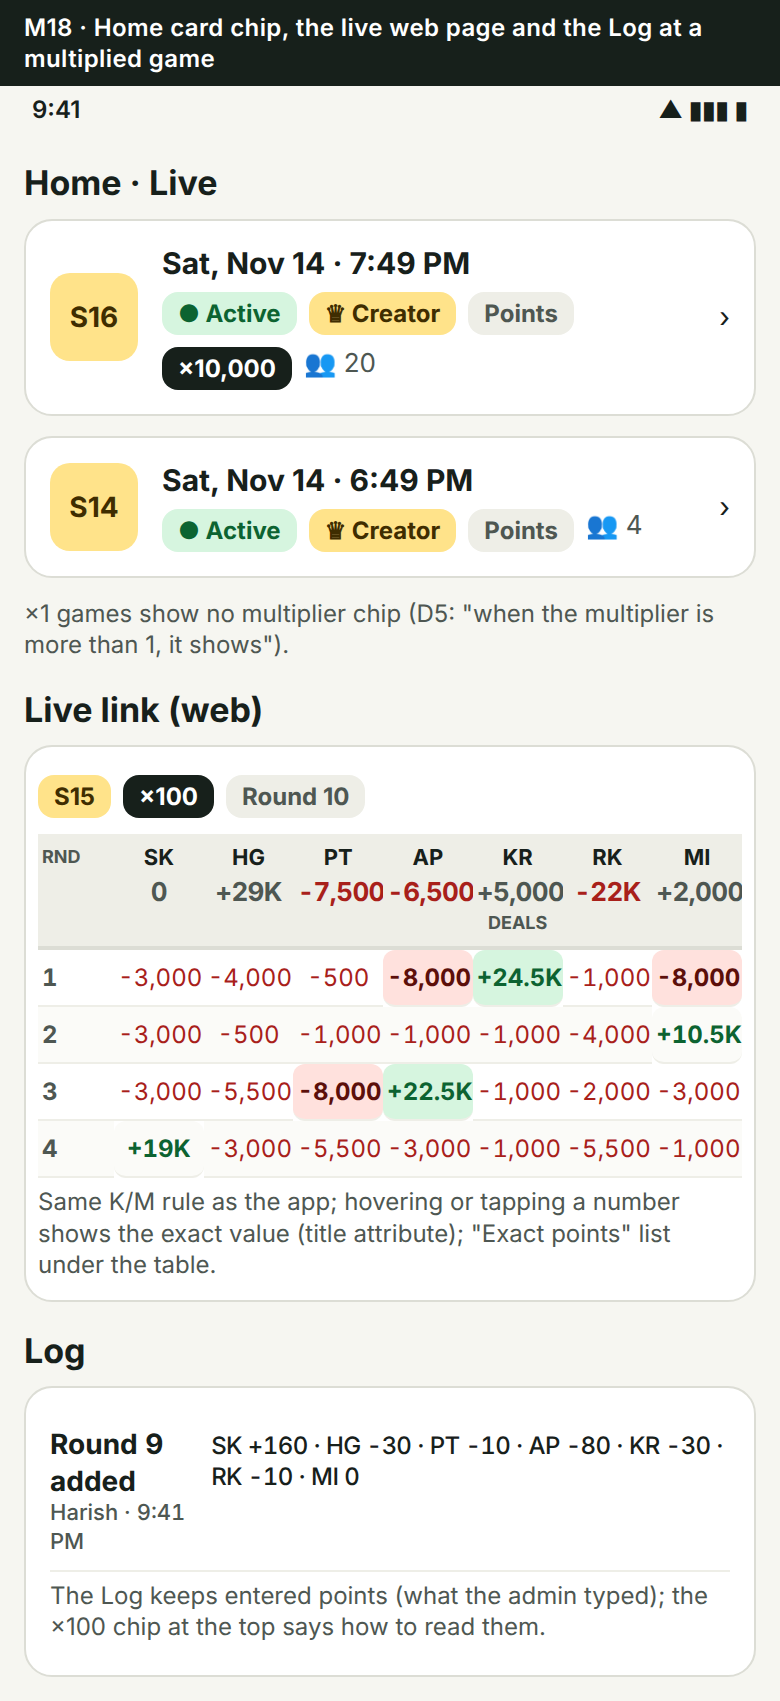 M18 · Home card chip, the live web page and the Log at a
multiplied game
9:41
Home · Live
S16
Sat, Nov 14 · 7:49 PM
Active
Creator
Points
×10,000
20
S14
Sat, Nov 14 · 6:49 PM
Active
Creator
Points
4
×1 games show no multiplier chip (D5: "when the multiplier is
more than 1, it shows").
Live link (web)
S15 ×100 Round 10
RND SK HG PT AP KR RK MI
0 +29K -7,500 -6,500 +5,000 -22K +2,000
DEALS
1 -3,000 -4,000 -500 -8,000 +24.5K -1,000 -8,000
2 -3,000 -500 -1,000 -1,000 -1,000 -4,000 +10.5K
3 -3,000 -5,500 -8,000 +22.5K -1,000 -2,000 -3,000
4 +19K -3,000 -5,500 -3,000 -1,000 -5,500 -1,000
Same K/M rule as the app; hovering or tapping a number
shows the exact value (title attribute); "Exact points" list
under the table.
Log
Round 9
added
Harish · 9:41
PM
SK +160 · HG -30 · PT -10 · AP -80 · KR -30 ·
RK -10 · MI 0
The Log keeps entered points (what the admin typed); the
×100 chip at the top says how to read them.